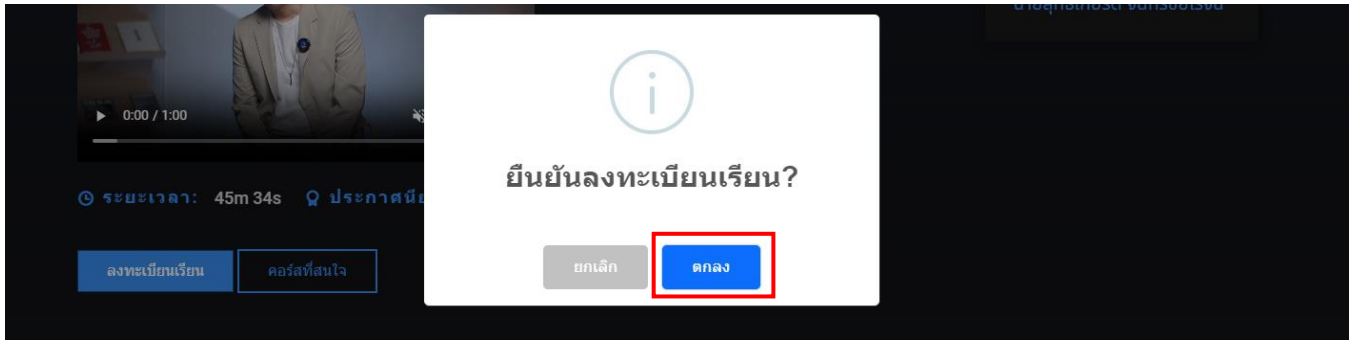 0:00 / 1:00
ยืนยันลงทะเบียนเรียน?
ระยะเวลา: 45m 34s
ยกเลิก
ตกลง
ลงทะเบียนเรียน
คอร์สที่สนใจ